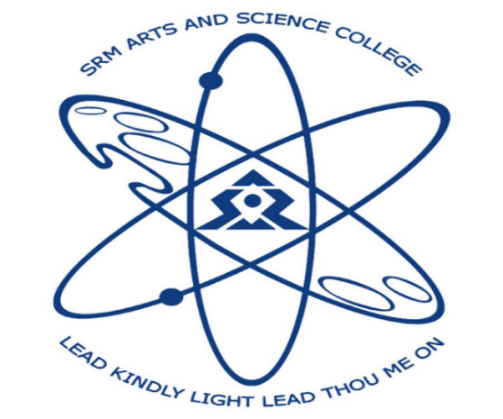 SRM ARTS AND SCIENCE COLLEGE
LEAD KINDLY LIGHT LEAD THOU ME ON